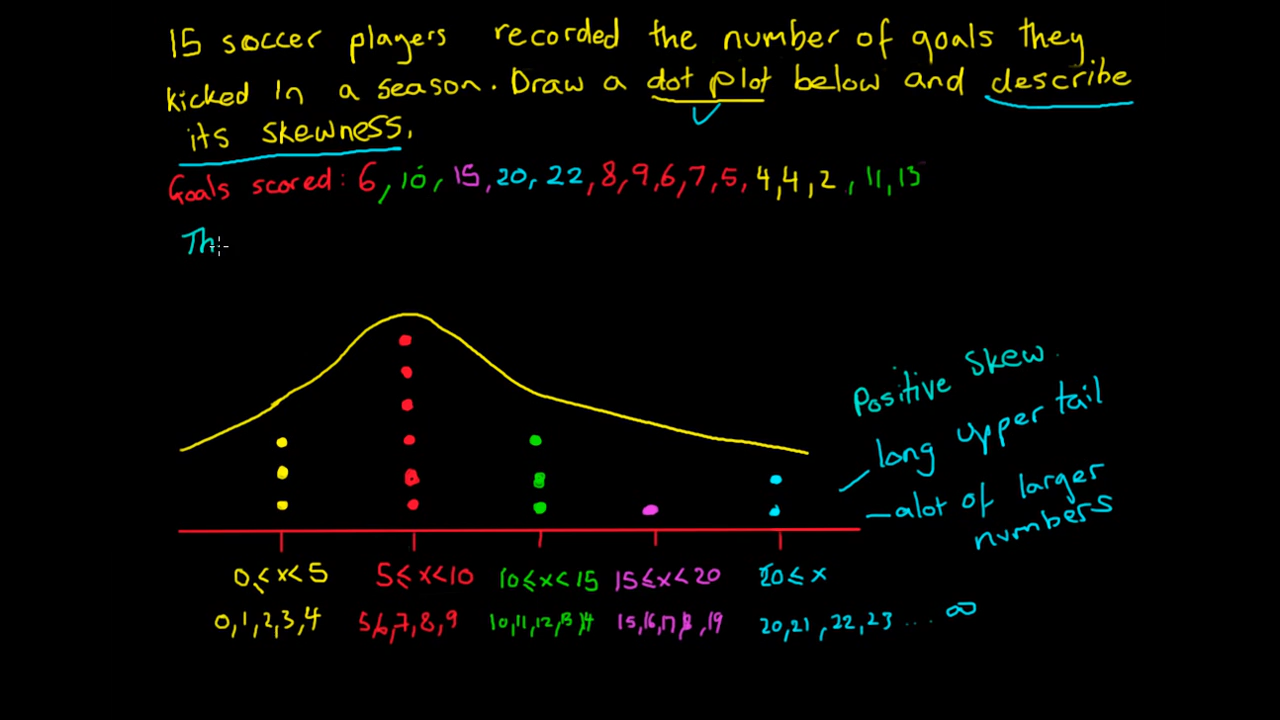 15 soccer players recorded the number of goals they
kicked in a season. Draw a dot plot below and describe
its skewness.
Goals scored: 6, 10, 15, 20, 22, 8, 9, 6, 7, 5, 4, 4, 2, 11, 13
Th
Positive Skew.
long upper tail
- alot of larger
numbers
0 ≤ x < 5 5 ≤ x < 10 10 ≤ x < 15 15 ≤ x < 20 20 ≤ x
0, 1, 2, 3, 4 5, 6, 7, 8, 9 10, 11, 12, 13, 14 15, 16, 17, 18, 19 20, 21, 22, 23 ... ∞